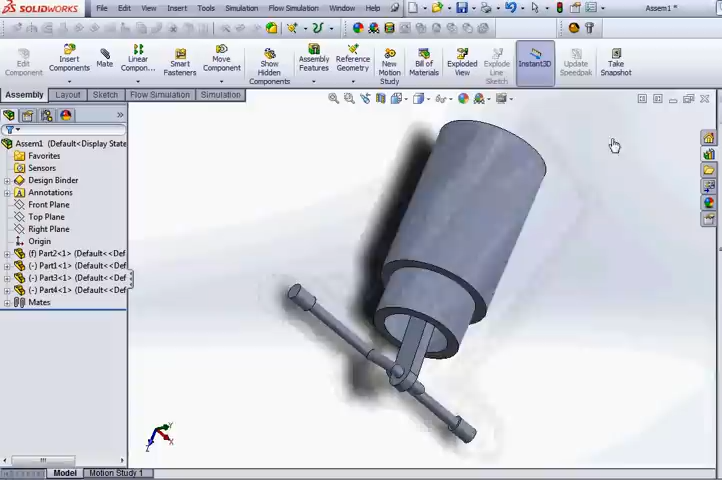 SOLIDWORKS File Edit View Insert Tools Simulation Flow Simulation Window Help Assem1 *
Edit Component
Insert Components
Mate
Linear Compon...
Smart Fasteners
Move Component
Show Hidden Components
Assembly Features
Reference Geometry
New Motion Study
Bill of Materials
Exploded View
Explode Line Sketch
Instant3D
Update Speedpak
Take Snapshot
Assembly Layout Sketch Flow Simulation Simulation
Assem1 (Default<Display State
Favorites
Sensors
Design Binder
Annotations
Front Plane
Top Plane
Right Plane
Origin
(f) Part2<1> (Default<<Def
(-) Part1<1> (Default<<Def
(-) Part3<1> (Default<<Def
(-) Part4<1> (Default<<Def
Mates
Y
X
Z
Model Motion Study 1